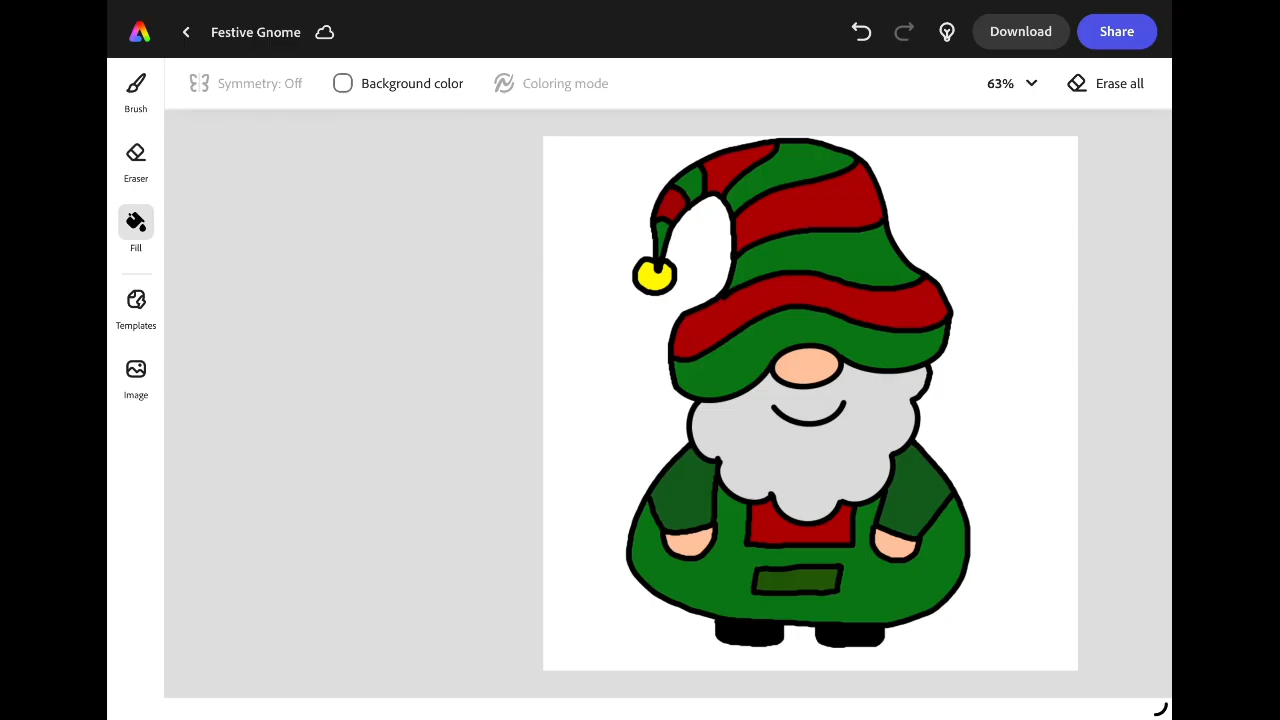 Festive Gnome
Download
Share
Symmetry: Off
Background color
Coloring mode
63%
Erase all
Brush
Eraser
Fill
Templates
Image